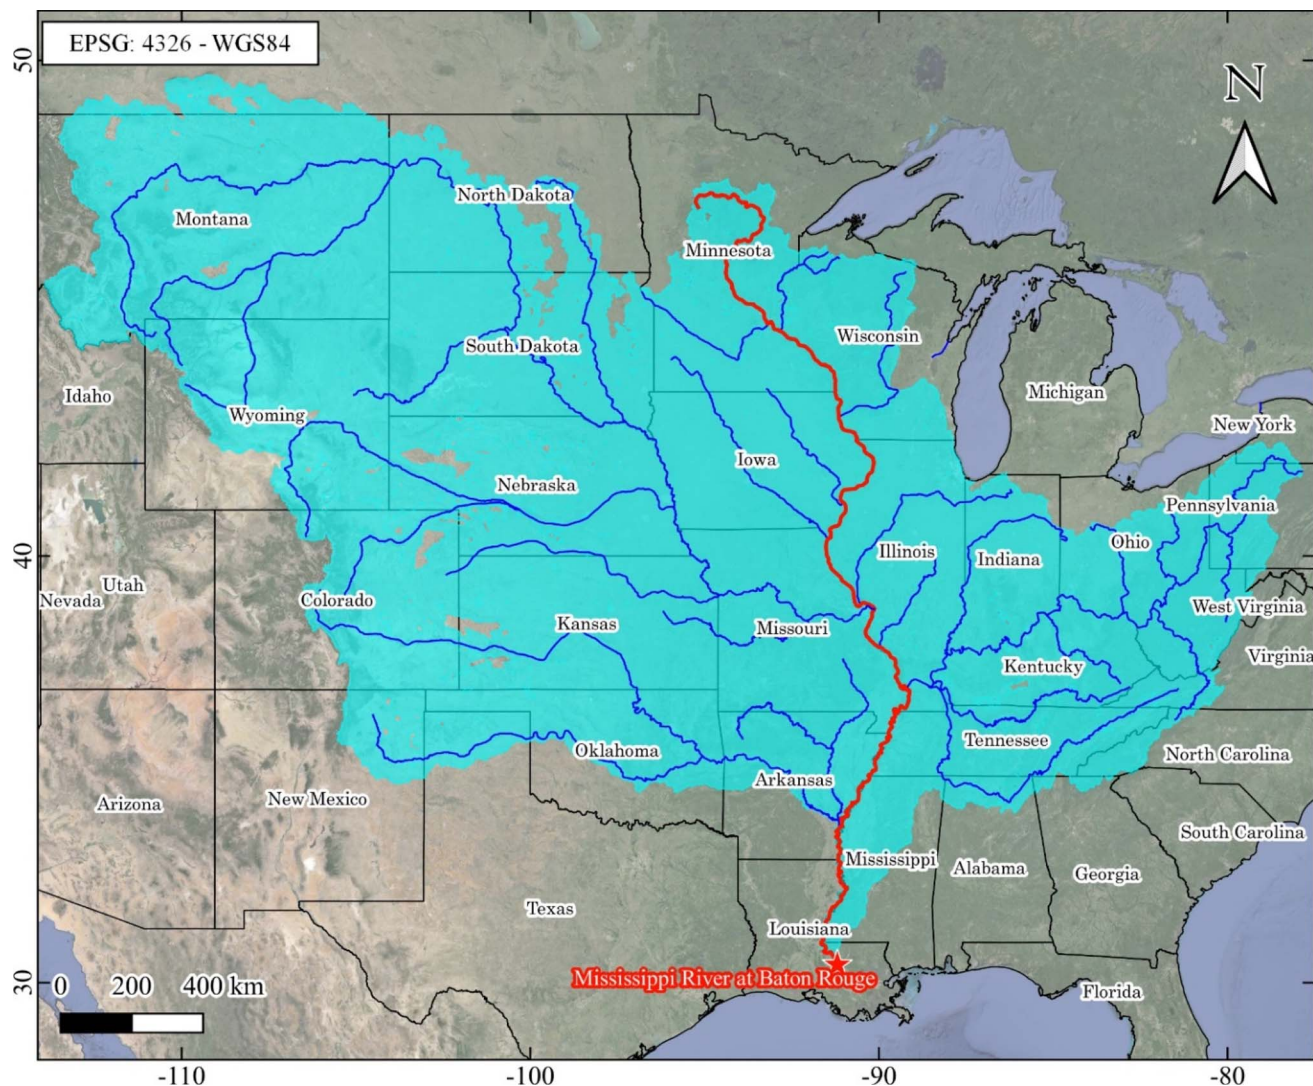 EPSG: 4326 - WGS84
50
N
North Dakota
Montana
Minnesota
Wisconsin
South Dakota
Idaho
Michigan
Wyoming
New York
Iowa
Nebraska
Pennsylvania
40
Illinois
Indiana
Ohio
Utah
Nevada
Colorado
West Virginia
Kansas
Missouri
Virginia
Kentucky
Tennessee
Oklahoma
North Carolina
Arkansas
Arizona
New Mexico
South Carolina
Mississippi
Alabama
Georgia
Texas
Louisiana
Mississippi River at Baton Rouge
30
0 200 400 km
Florida
-110 -100 -90 -80